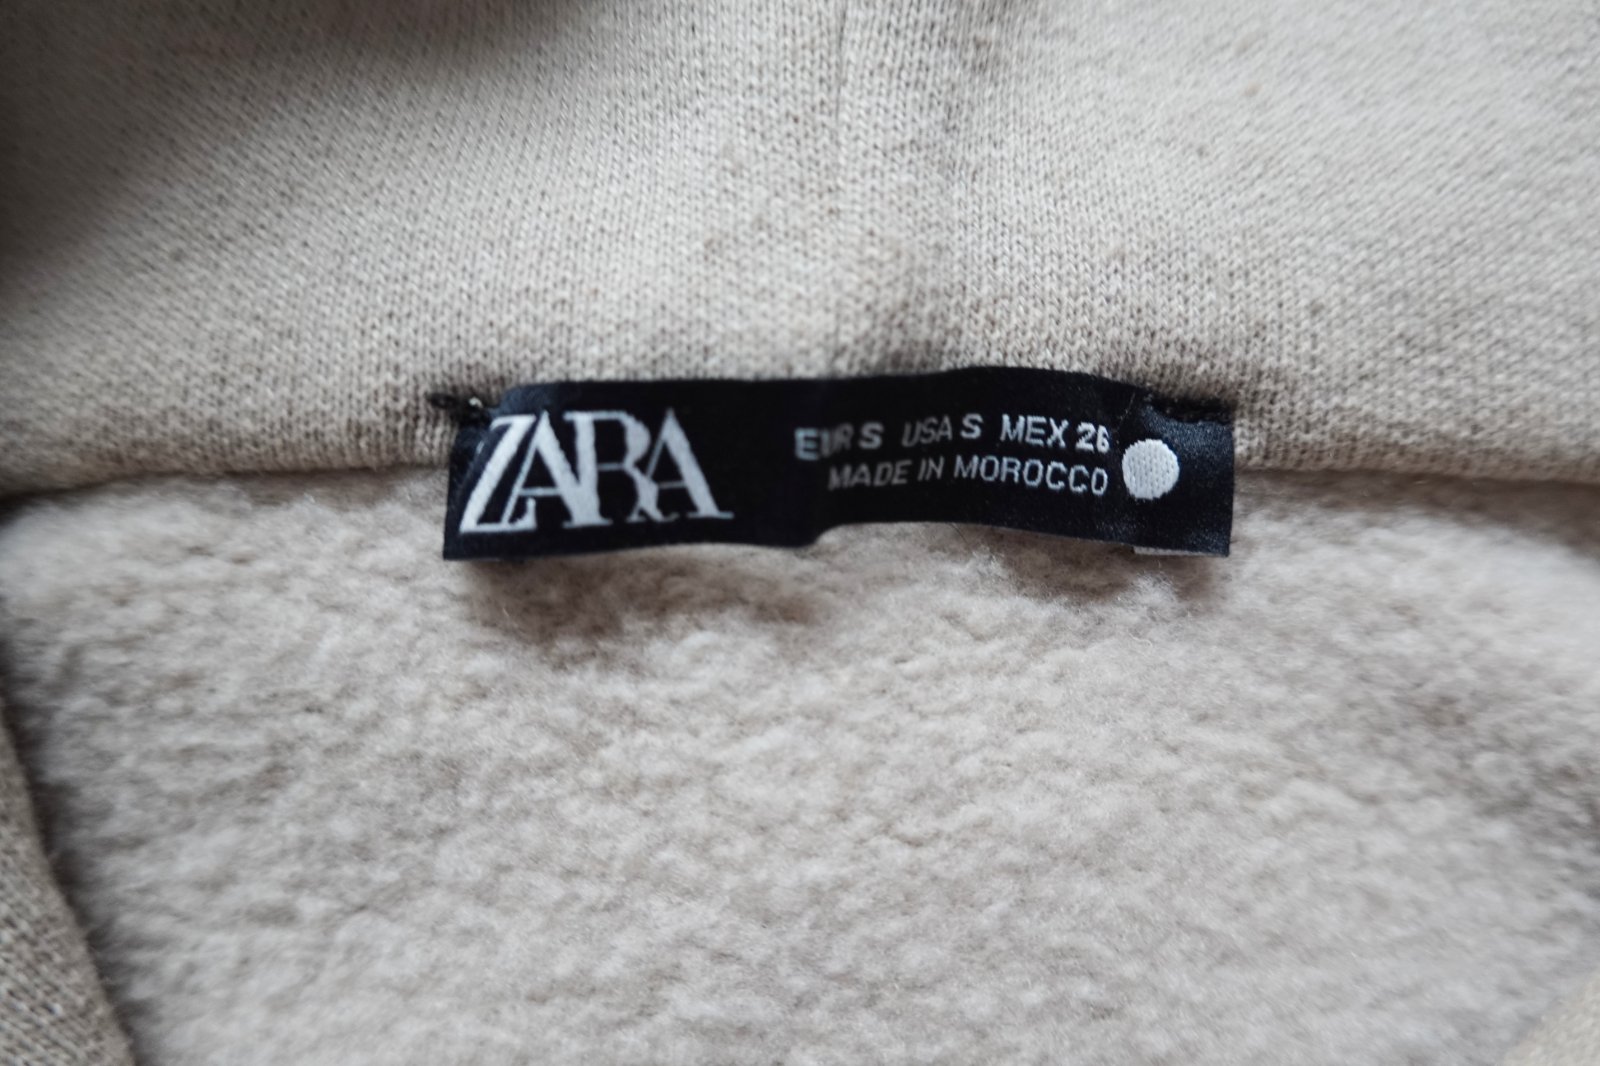 ZARA
EUR S USA S MEX 26
MADE IN MOROCCO